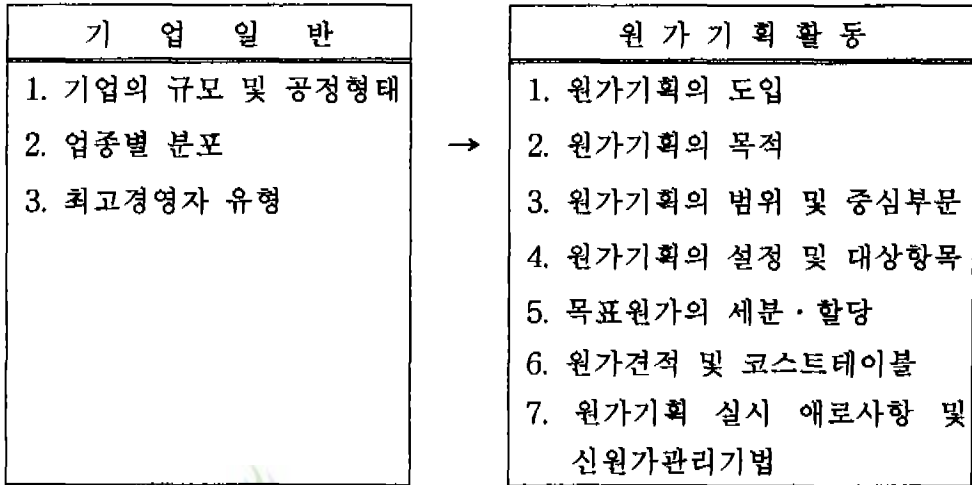 기 업 일 반
1. 기업의 규모 및 공정형태
2. 업종별 분포
3. 최고경영자 유형
→
원 가 기 획 활 동
1. 원가기획의 도입
2. 원가기획의 목적
3. 원가기획의 범위 및 중심부문
4. 원가기획의 설정 및 대상항목
5. 목표원가의 세분・할당
6. 원가견적 및 코스트테이블
7. 원가기획 실시 애로사항 및
신원가관리기법